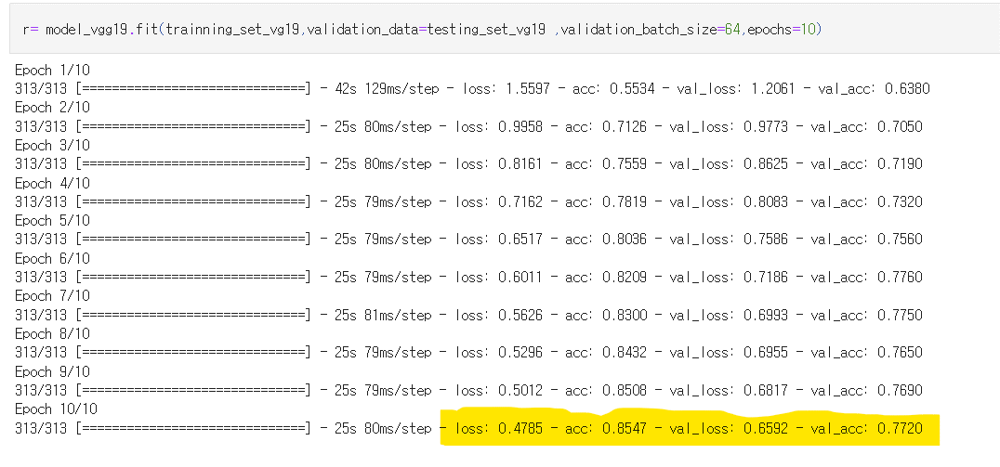 r= model_vgg19.fit(trainning_set_vg19,validation_data=testing_set_vg19 ,validation_batch_size=64,epochs=10)
Epoch 1/10
313/313 [==============================] - 42s 129ms/step - loss: 1.5597 - acc: 0.5534 - val_loss: 1.2061 - val_acc: 0.6380
Epoch 2/10
313/313 [==============================] - 25s 80ms/step - loss: 0.9958 - acc: 0.7126 - val_loss: 0.9773 - val_acc: 0.7050
Epoch 3/10
313/313 [==============================] - 25s 80ms/step - loss: 0.8161 - acc: 0.7559 - val_loss: 0.8625 - val_acc: 0.7190
Epoch 4/10
313/313 [==============================] - 25s 79ms/step - loss: 0.7162 - acc: 0.7819 - val_loss: 0.8083 - val_acc: 0.7320
Epoch 5/10
313/313 [==============================] - 25s 79ms/step - loss: 0.6517 - acc: 0.8036 - val_loss: 0.7586 - val_acc: 0.7560
Epoch 6/10
313/313 [==============================] - 25s 79ms/step - loss: 0.6011 - acc: 0.8209 - val_loss: 0.7186 - val_acc: 0.7760
Epoch 7/10
313/313 [==============================] - 25s 81ms/step - loss: 0.5626 - acc: 0.8300 - val_loss: 0.6993 - val_acc: 0.7750
Epoch 8/10
313/313 [==============================] - 25s 79ms/step - loss: 0.5296 - acc: 0.8432 - val_loss: 0.6955 - val_acc: 0.7650
Epoch 9/10
313/313 [==============================] - 25s 79ms/step - loss: 0.5012 - acc: 0.8508 - val_loss: 0.6817 - val_acc: 0.7690
Epoch 10/10
313/313 [==============================] - 25s 80ms/step - loss: 0.4785 - acc: 0.8547 - val_loss: 0.6592 - val_acc: 0.7720